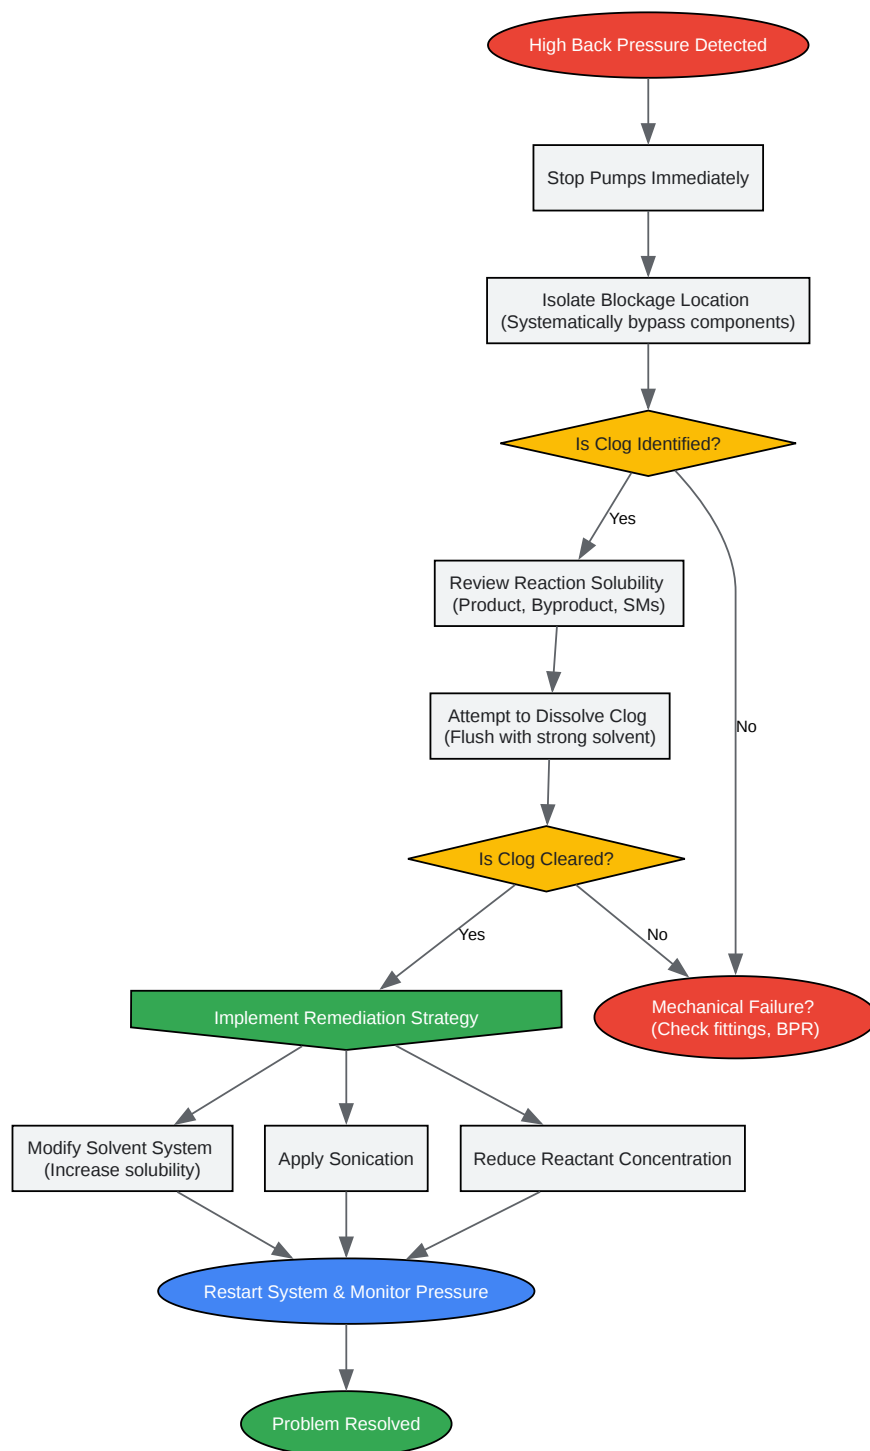 High Back Pressure Detected
Stop Pumps Immediately
Isolate Blockage Location
(Systematically bypass components)
Is Clog Identified?
Yes
Review Reaction Solubility
(Product, Byproduct, SMs)
Attempt to Dissolve Clog
(Flush with strong solvent)
No
Is Clog Cleared?
Yes
No
Implement Remediation Strategy
Mechanical Failure?
(Check fittings, BPR)
Modify Solvent System
(Increase solubility)
Apply Sonication
Reduce Reactant Concentration
Restart System & Monitor Pressure
Problem Resolved